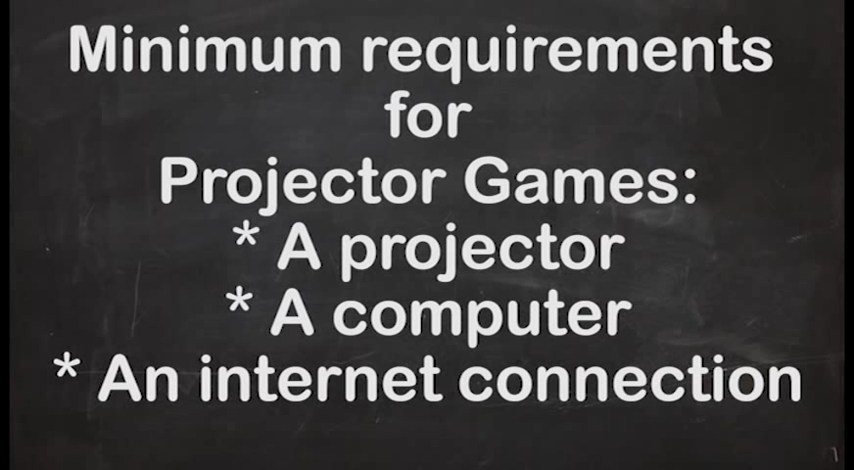 Minimum requirements
for
Projector Games:
* A projector
* A computer
* An internet connection